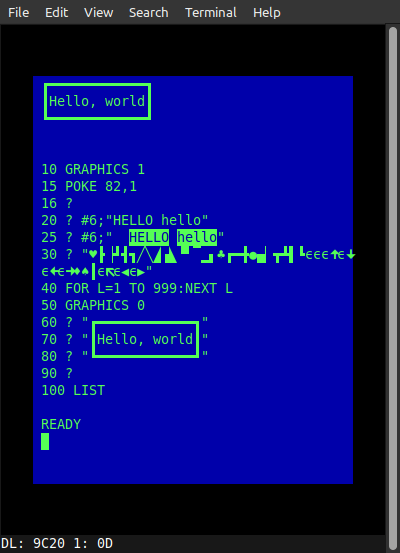 File Edit View Search Terminal Help
Hello, world
10 GRAPHICS 1
15 POKE 82,1
16 ?
20 ? #6;"HELLO hello"
25 ? #6;" HELLO hello"
30 ? "
"
40 FOR L=1 TO 999:NEXT L
50 GRAPHICS 0
60 ? " "
70 ? "Hello, world"
80 ? " "
90 ?
100 LIST
READY
DL: 9C20 1: 0D